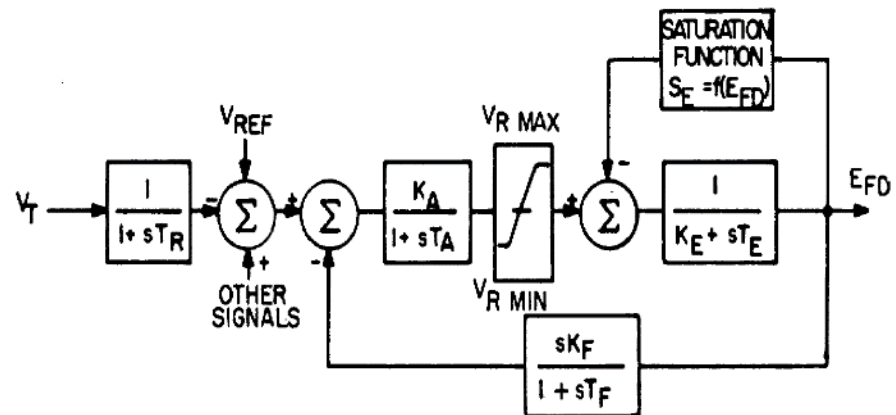 SATURATION
FUNCTION
S_E = f(E_FD)
V_REF
V_R MAX
V_T
1
1+ sT_R
-
Σ
+
OTHER
SIGNALS
+
Σ
-
K_A
1+ sT_A
V_R MIN
+
-
Σ
1
K_E + sT_E
E_FD
sK_F
1 + sT_F